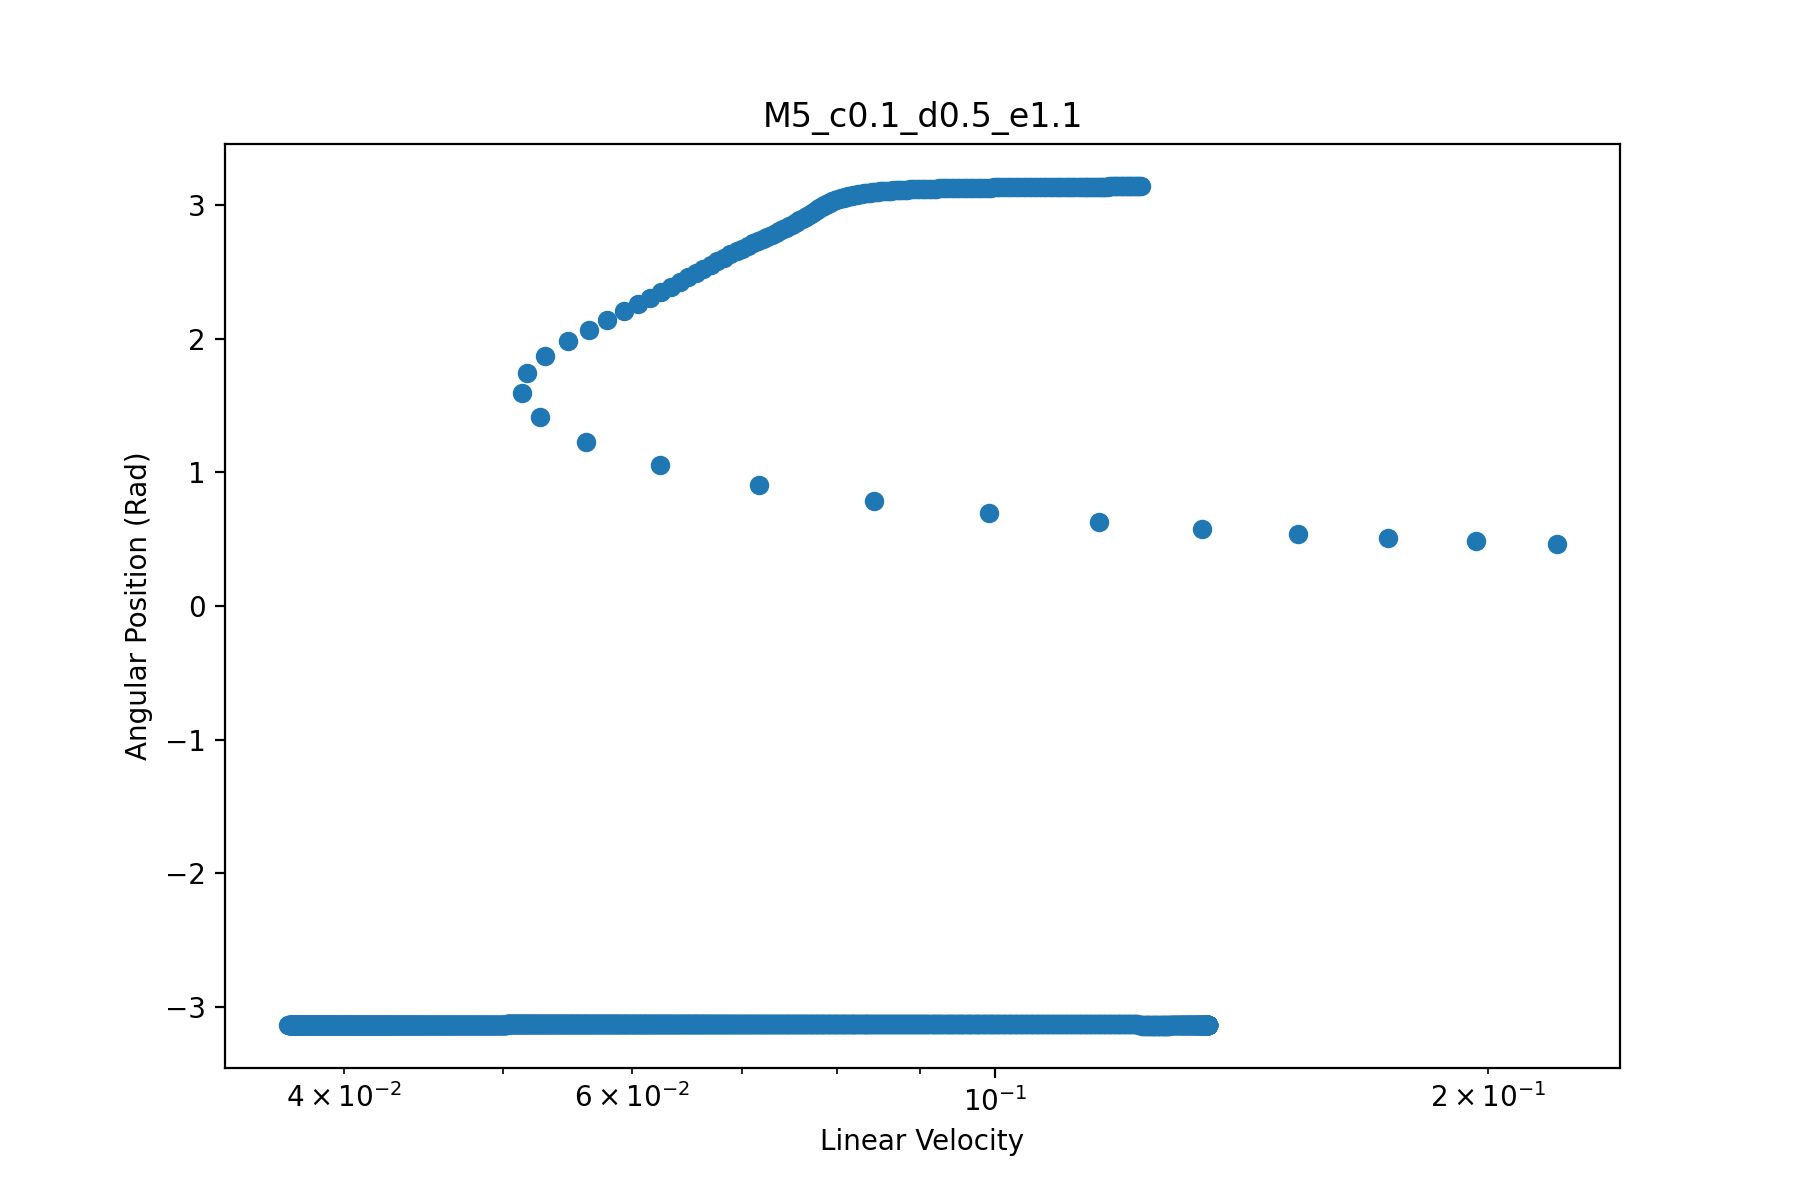 M5_c0.1_d0.5_e1.1
3
2
1
0
−1
−2
−3
Angular Position (Rad)
4 × 10⁻²
6 × 10⁻²
10⁻¹
2 × 10⁻¹
Linear Velocity